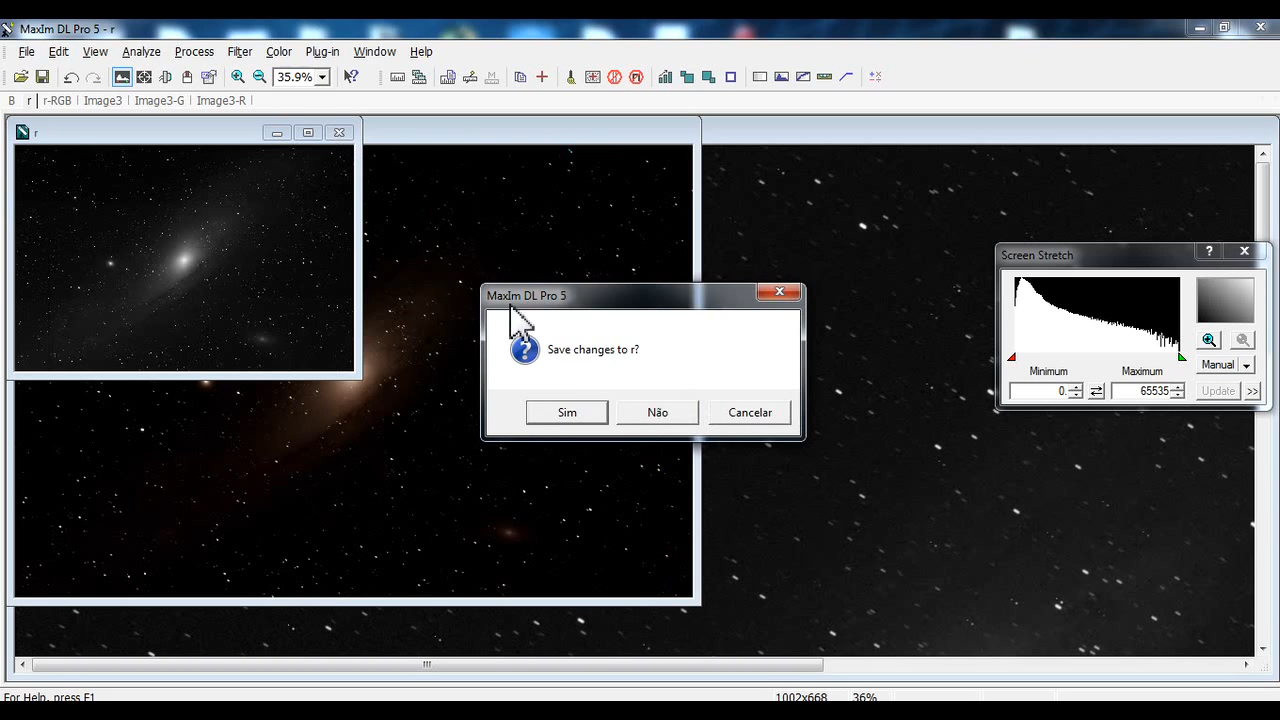 MaxIm DL Pro 5 - r
File Edit View Analyze Process Filter Color Plug-in Window Help
35.9%
B r r-RGB Image3 Image3-G Image3-R
r
Screen Stretch
?
MaxIm DL Pro 5
Save changes to r?
Sim Não Cancelar
Manual
Minimum Maximum
0. 65535 Update >>
For Help, press F1 1002x668 36%